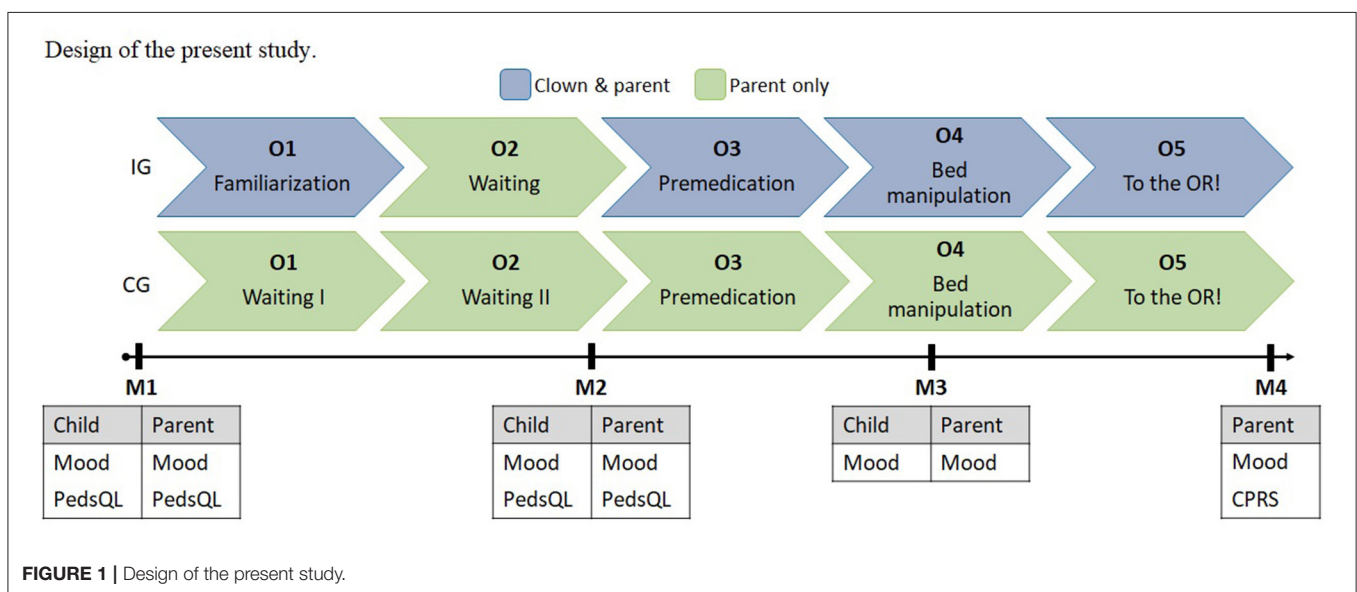 Design of the present study.
Clown & parent Parent only
IG
O1
Familiarization
O2
Waiting
O3
Premedication
O4
Bed
manipulation
O5
To the OR!
CG
O1
Waiting I
O2
Waiting II
O3
Premedication
O4
Bed
manipulation
O5
To the OR!
M1
Child Parent
Mood Mood
PedsQL PedsQL
M2
Child Parent
Mood Mood
PedsQL PedsQL
M3
Child Parent
Mood Mood
M4
Parent
Mood
CPRS
FIGURE 1 | Design of the present study.